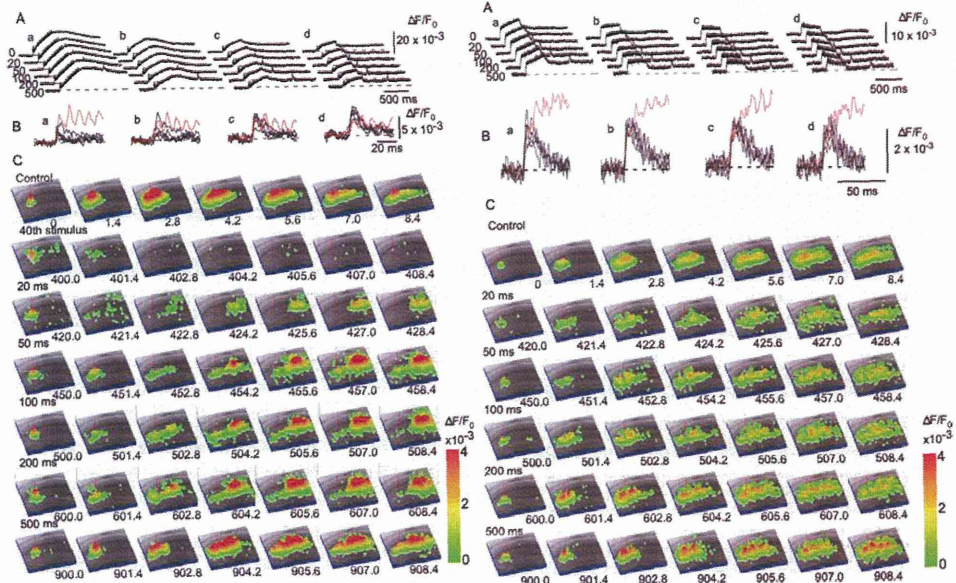 A
a b c d
ΔF/F₀
20 x 10⁻³
0
20
50
100
200
500
500 ms
B
a b c d
ΔF/F₀
5 x 10⁻³
20 ms
C
Control
0 1.4 2.8 4.2 5.6 7.0 8.4
40th stimulus
400.0 401.4 402.8 404.2 405.6 407.0 408.4
20 ms
420.0 421.4 422.8 424.2 425.6 427.0 428.4
50 ms
450.0 451.4 452.8 454.2 455.6 457.0 458.4
100 ms
500.0 501.4 502.8 504.2 505.6 507.0 508.4
200 ms
600.0 601.4 602.8 604.2 605.6 607.0 608.4
500 ms
900.0 901.4 902.8 904.2 905.6 907.0 908.4
ΔF/F₀
x10⁻³
4
2
0
A
a b c d
ΔF/F₀
10 x 10⁻³
0
20
50
100
200
500
500 ms
B
a b c d
ΔF/F₀
2 x 10⁻³
50 ms
C
Control
0 1.4 2.8 4.2 5.6 7.0 8.4
20 ms
420.0 421.4 422.8 424.2 425.6 427.0 428.4
50 ms
450.0 451.4 452.8 454.2 455.6 457.0 458.4
100 ms
500.0 501.4 502.8 504.2 505.6 507.0 508.4
200 ms
600.0 601.4 602.8 604.2 605.6 607.0 608.4
500 ms
900.0 901.4 902.8 904.2 905.6 907.0 908.4
ΔF/F₀
x10⁻³
4
2
0